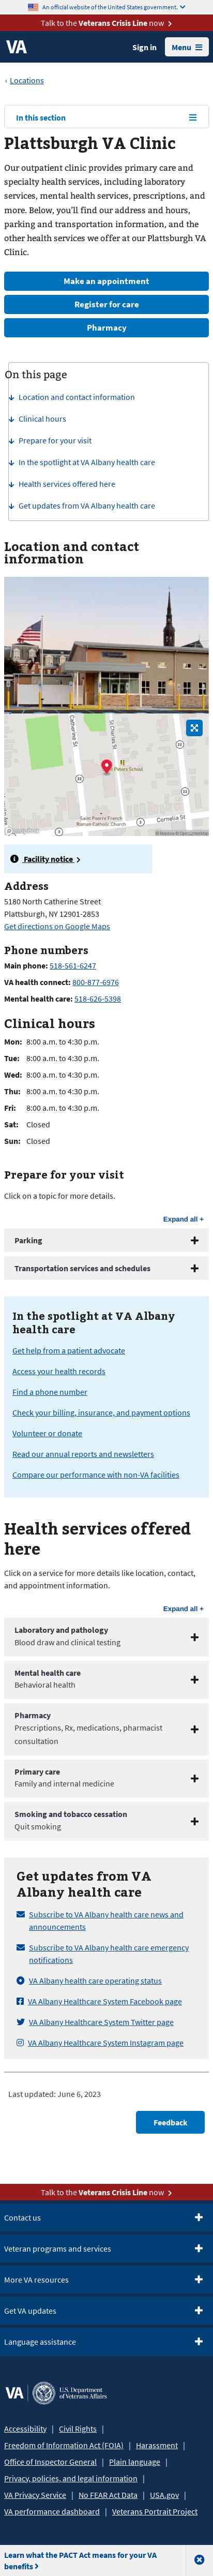 An official website of the United States government.
Talk to the Veterans Crisis Line now
VA
Sign in
Menu
Locations
In this section
Plattsburgh VA Clinic
Our outpatient clinic provides primary care and
specialty health services, including laboratory
services, mental health services, prescriptions, and
more. Below, you'll find our address and hours,
parking and transportation information, and the
other health services we offer at our Plattsburgh VA
Clinic.
Make an appointment
Register for care
Pharmacy
On this page
Location and contact information
Clinical hours
Prepare for your visit
In the spotlight at VA Albany health care
Health services offered here
Get updates from VA Albany health care
Location and contact
information
Catherine St
St Charles St
St Peters School
Saint Pierre French
Roman Catholic Church
Cornelia St
22
22
3
3
Facility notice
Address
5180 North Catherine Street
Plattsburgh, NY 12901-2853
Get directions on Google Maps
Phone numbers
Main phone: 518-561-6247
VA health connect: 800-877-6976
Mental health care: 518-626-5398
Clinical hours
Mon: 8:00 a.m. to 4:30 p.m.
Tue: 8:00 a.m. to 4:30 p.m.
Wed: 8:00 a.m. to 4:30 p.m.
Thu: 8:00 a.m. to 4:30 p.m.
Fri: 8:00 a.m. to 4:30 p.m.
Sat: Closed
Sun: Closed
Prepare for your visit
Click on a topic for more details.
Expand all +
Parking
Transportation services and schedules
In the spotlight at VA Albany
health care
Get help from a patient advocate
Access your health records
Find a phone number
Check your billing, insurance, and payment options
Volunteer or donate
Read our annual reports and newsletters
Compare our performance with non-VA facilities
Health services offered
here
Click on a service for more details like location, contact,
and appointment information.
Expand all +
Laboratory and pathology
Blood draw and clinical testing
Mental health care
Behavioral health
Pharmacy
Prescriptions, Rx, medications, pharmacist
consultation
Primary care
Family and internal medicine
Smoking and tobacco cessation
Quit smoking
Get updates from VA
Albany health care
Subscribe to VA Albany health care news and
announcements
Subscribe to VA Albany health care emergency
notifications
VA Albany health care operating status
VA Albany Healthcare System Facebook page
VA Albany Healthcare System Twitter page
VA Albany Healthcare System Instagram page
Last updated: June 6, 2023
Feedback
Talk to the Veterans Crisis Line now
Contact us
Veteran programs and services
More VA resources
Get VA updates
Language assistance
VA
U.S. Department
of Veterans Affairs
Accessibility | Civil Rights |
Freedom of Information Act (FOIA) | Harassment |
Office of Inspector General | Plain language |
Privacy, policies, and legal information |
VA Privacy Service | No FEAR Act Data | USA.gov |
VA performance dashboard | Veterans Portrait Project
Learn what the PACT Act means for your VA
benefits